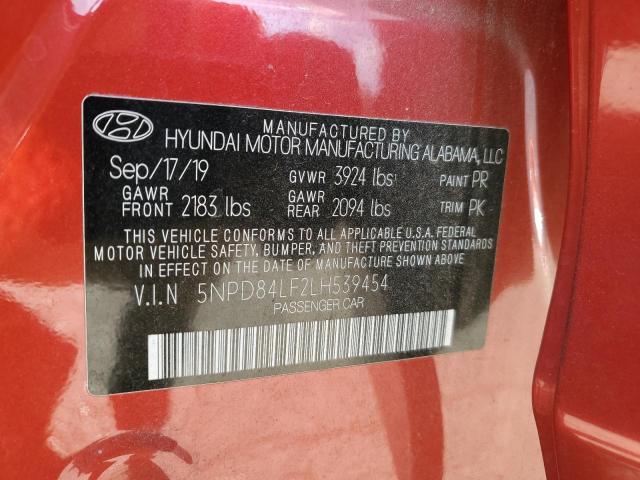 MANUFACTURED BY
HYUNDAI MOTOR MANUFACTURING ALABAMA, LLC
Sep/17/19 GVWR 3924 lbs PAINT PR
GAWR FRONT 2183 lbs GAWR REAR 2094 lbs TRIM PK
THIS VEHICLE CONFORMS TO ALL APPLICABLE U.S.A. FEDERAL
MOTOR VEHICLE SAFETY, BUMPER, AND THEFT PREVENTION STANDARDS
IN EFFECT ON THE DATE OF MANUFACTURE SHOWN ABOVE.
V.I.N 5NPD84LF2LH539454
PASSENGER CAR